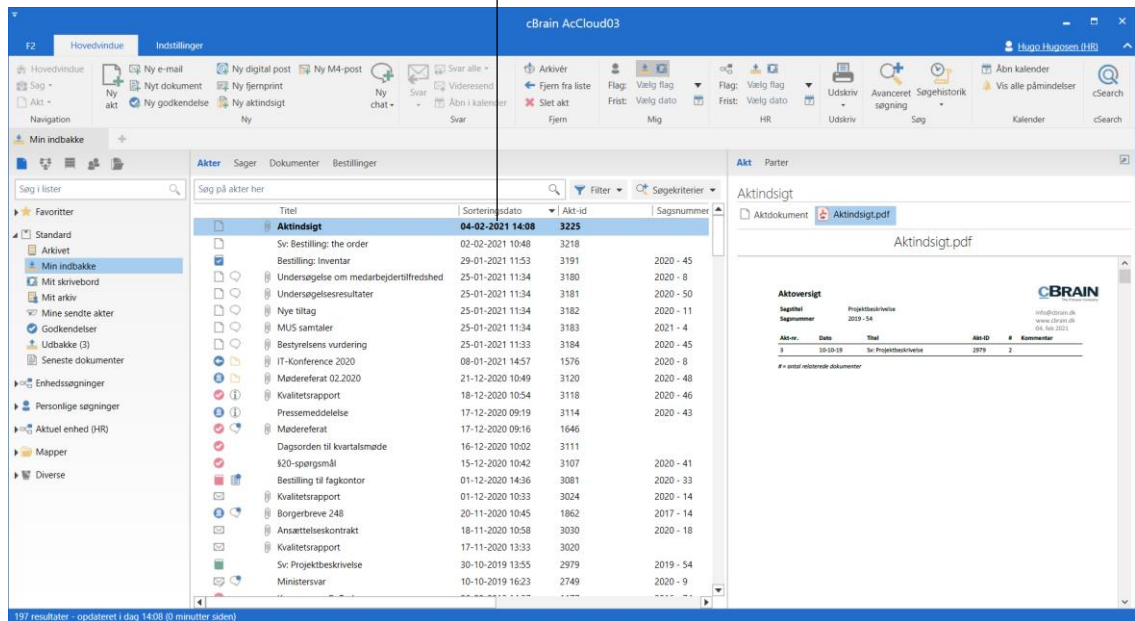 cBrain AcCloud03
F2 Hovedvindue Indstillinger Hugo Hugosen (HR)
Hovedvindue
Sag
Akt
Navigation
Ny akt
Ny e-mail
Nyt dokument
Ny godkendelse
Ny digital post
Ny fjernprint
Ny aktindsigt
Ny M4-post
Ny chat
Ny
Svar
Svar alle
Videresend
Åbn i kalender
Svar
Arkivér
Fjern fra liste
Slet akt
Fjern
Flag: Vælg flag
Frist: Vælg dato
Mig
Flag: Vælg flag
Frist: Vælg dato
HR
Udskriv
Udskriv
Avanceret søgning
Søgehistorik
Søg
Åbn kalender
Vis alle påmindelser
Kalender
cSearch
cSearch
Min indbakke
Søg i lister
Favoritter
Standard
Arkivet
Min indbakke
Mit skrivebord
Mit arkiv
Mine sendte akter
Godkendelser
Udbakke (3)
Seneste dokumenter
Enhedssøgninger
Personlige søgninger
Aktuel enhed (HR)
Mapper
Diverse
Akter Sager Dokumenter Bestillinger
Søg på akter her Filter Søgekriterier
Titel Sorteringsdato Akt-id Sagsnummer
Aktindsigt 04-02-2021 14:08 3225
Sv: Bestilling: the order 02-02-2021 10:48 3218
Bestilling: Inventar 29-01-2021 11:53 3191 2020 - 45
Undersøgelse om medarbejdertilfredshed 25-01-2021 11:34 3180 2020 - 8
Undersøgelsesresultater 25-01-2021 11:34 3181 2020 - 50
Nye tiltag 25-01-2021 11:34 3182 2020 - 11
MUS samtaler 25-01-2021 11:34 3183 2021 - 4
Bestyrelsens vurdering 25-01-2021 11:33 3184 2020 - 45
IT-Konference 2020 08-01-2021 14:57 1576 2020 - 8
Mødereferat 02.2020 21-12-2020 10:49 3120 2020 - 48
Kvalitetsrapport 18-12-2020 10:54 3118 2020 - 46
Pressemeddelelse 17-12-2020 09:19 3114 2020 - 43
Mødereferat 17-12-2020 09:16 1646
Dagsorden til kvartalsmøde 16-12-2020 10:02 3111
§20-spørgsmål 15-12-2020 10:42 3107 2020 - 41
Bestilling til fagkontor 01-12-2020 14:36 3081 2020 - 33
Kvalitetsrapport 01-12-2020 10:33 3024 2020 - 14
Borgerbreve 248 20-11-2020 10:45 1862 2017 - 14
Ansættelseskontrakt 18-11-2020 10:58 3030 2020 - 18
Kvalitetsrapport 17-11-2020 13:33 3020
Sv: Projektbeskrivelse 30-10-2019 13:55 2979 2019 - 54
Ministersvar 10-10-2019 16:23 2749 2020 - 9
Akt Parter
Aktindsigt
Aktdokument Aktindsigt.pdf
Aktindsigt.pdf
CBRAIN
Aktoversigt
Sagstitel Projektbeskrivelse
Sagsnummer 2019 - 54
info@cbrain.dk
www.cbrain.dk
04. feb 2021
Akt-nr. Dato Titel Akt-ID # Kommentar
3 10-10-19 Sv: Projektbeskrivelse 2979 2
# = antal relaterede dokumenter
197 resultater - opdateret i dag 14:08 (0 minutter siden)